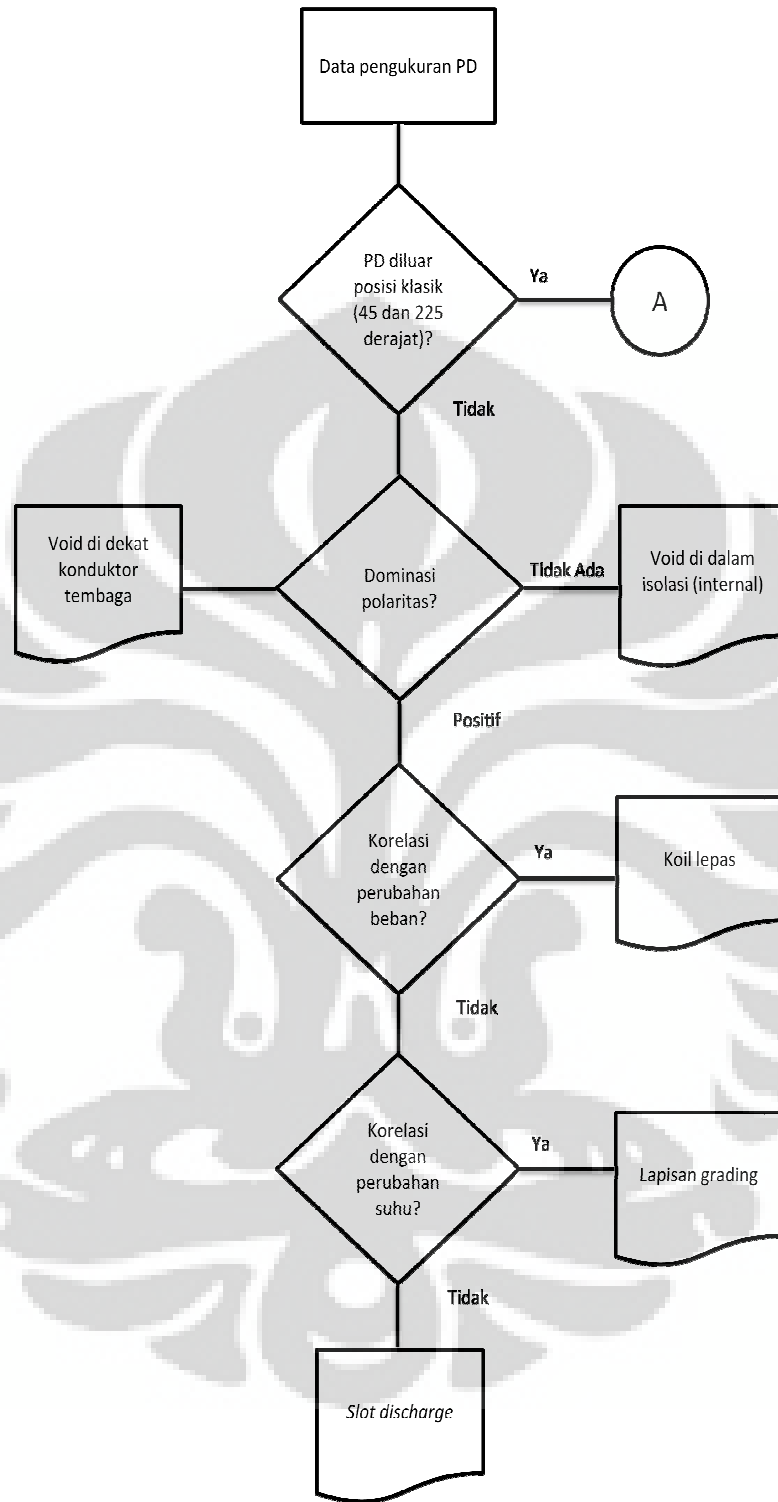 Data pengukuran PD
PD diluar
posisi klasik
(45 dan 225
derajat)?
Ya
A
Tidak
Void di dekat
konduktor
tembaga
Dominasi
polaritas?
Tidak Ada
Void di dalam
isolasi (internal)
Positif
Korelasi
dengan
perubahan
beban?
Ya
Koil lepas
Tidak
Korelasi
dengan
perubahan
suhu?
Ya
Lapisan grading
Tidak
Slot discharge